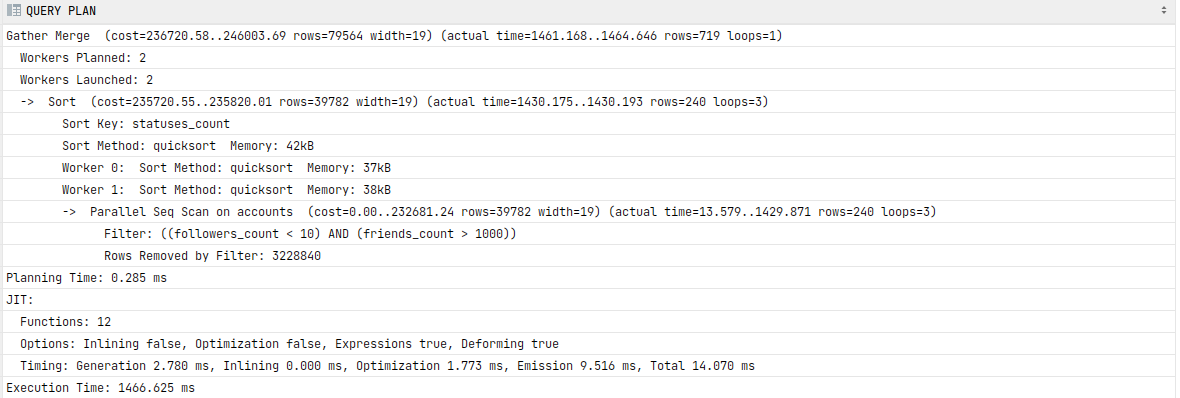 QUERY PLAN
Gather Merge  (cost=236720.58..246003.69 rows=79564 width=19) (actual time=1461.168..1464.646 rows=719 loops=1)
  Workers Planned: 2
  Workers Launched: 2
  ->  Sort  (cost=235720.55..235820.01 rows=39782 width=19) (actual time=1430.175..1430.193 rows=240 loops=3)
        Sort Key: statuses_count
        Sort Method: quicksort  Memory: 42kB
        Worker 0:  Sort Method: quicksort  Memory: 37kB
        Worker 1:  Sort Method: quicksort  Memory: 38kB
        ->  Parallel Seq Scan on accounts  (cost=0.00..232681.24 rows=39782 width=19) (actual time=13.579..1429.871 rows=240 loops=3)
              Filter: ((followers_count < 10) AND (friends_count > 1000))
              Rows Removed by Filter: 3228840
Planning Time: 0.285 ms
JIT:
  Functions: 12
  Options: Inlining false, Optimization false, Expressions true, Deforming true
  Timing: Generation 2.780 ms, Inlining 0.000 ms, Optimization 1.773 ms, Emission 9.516 ms, Total 14.070 ms
Execution Time: 1466.625 ms